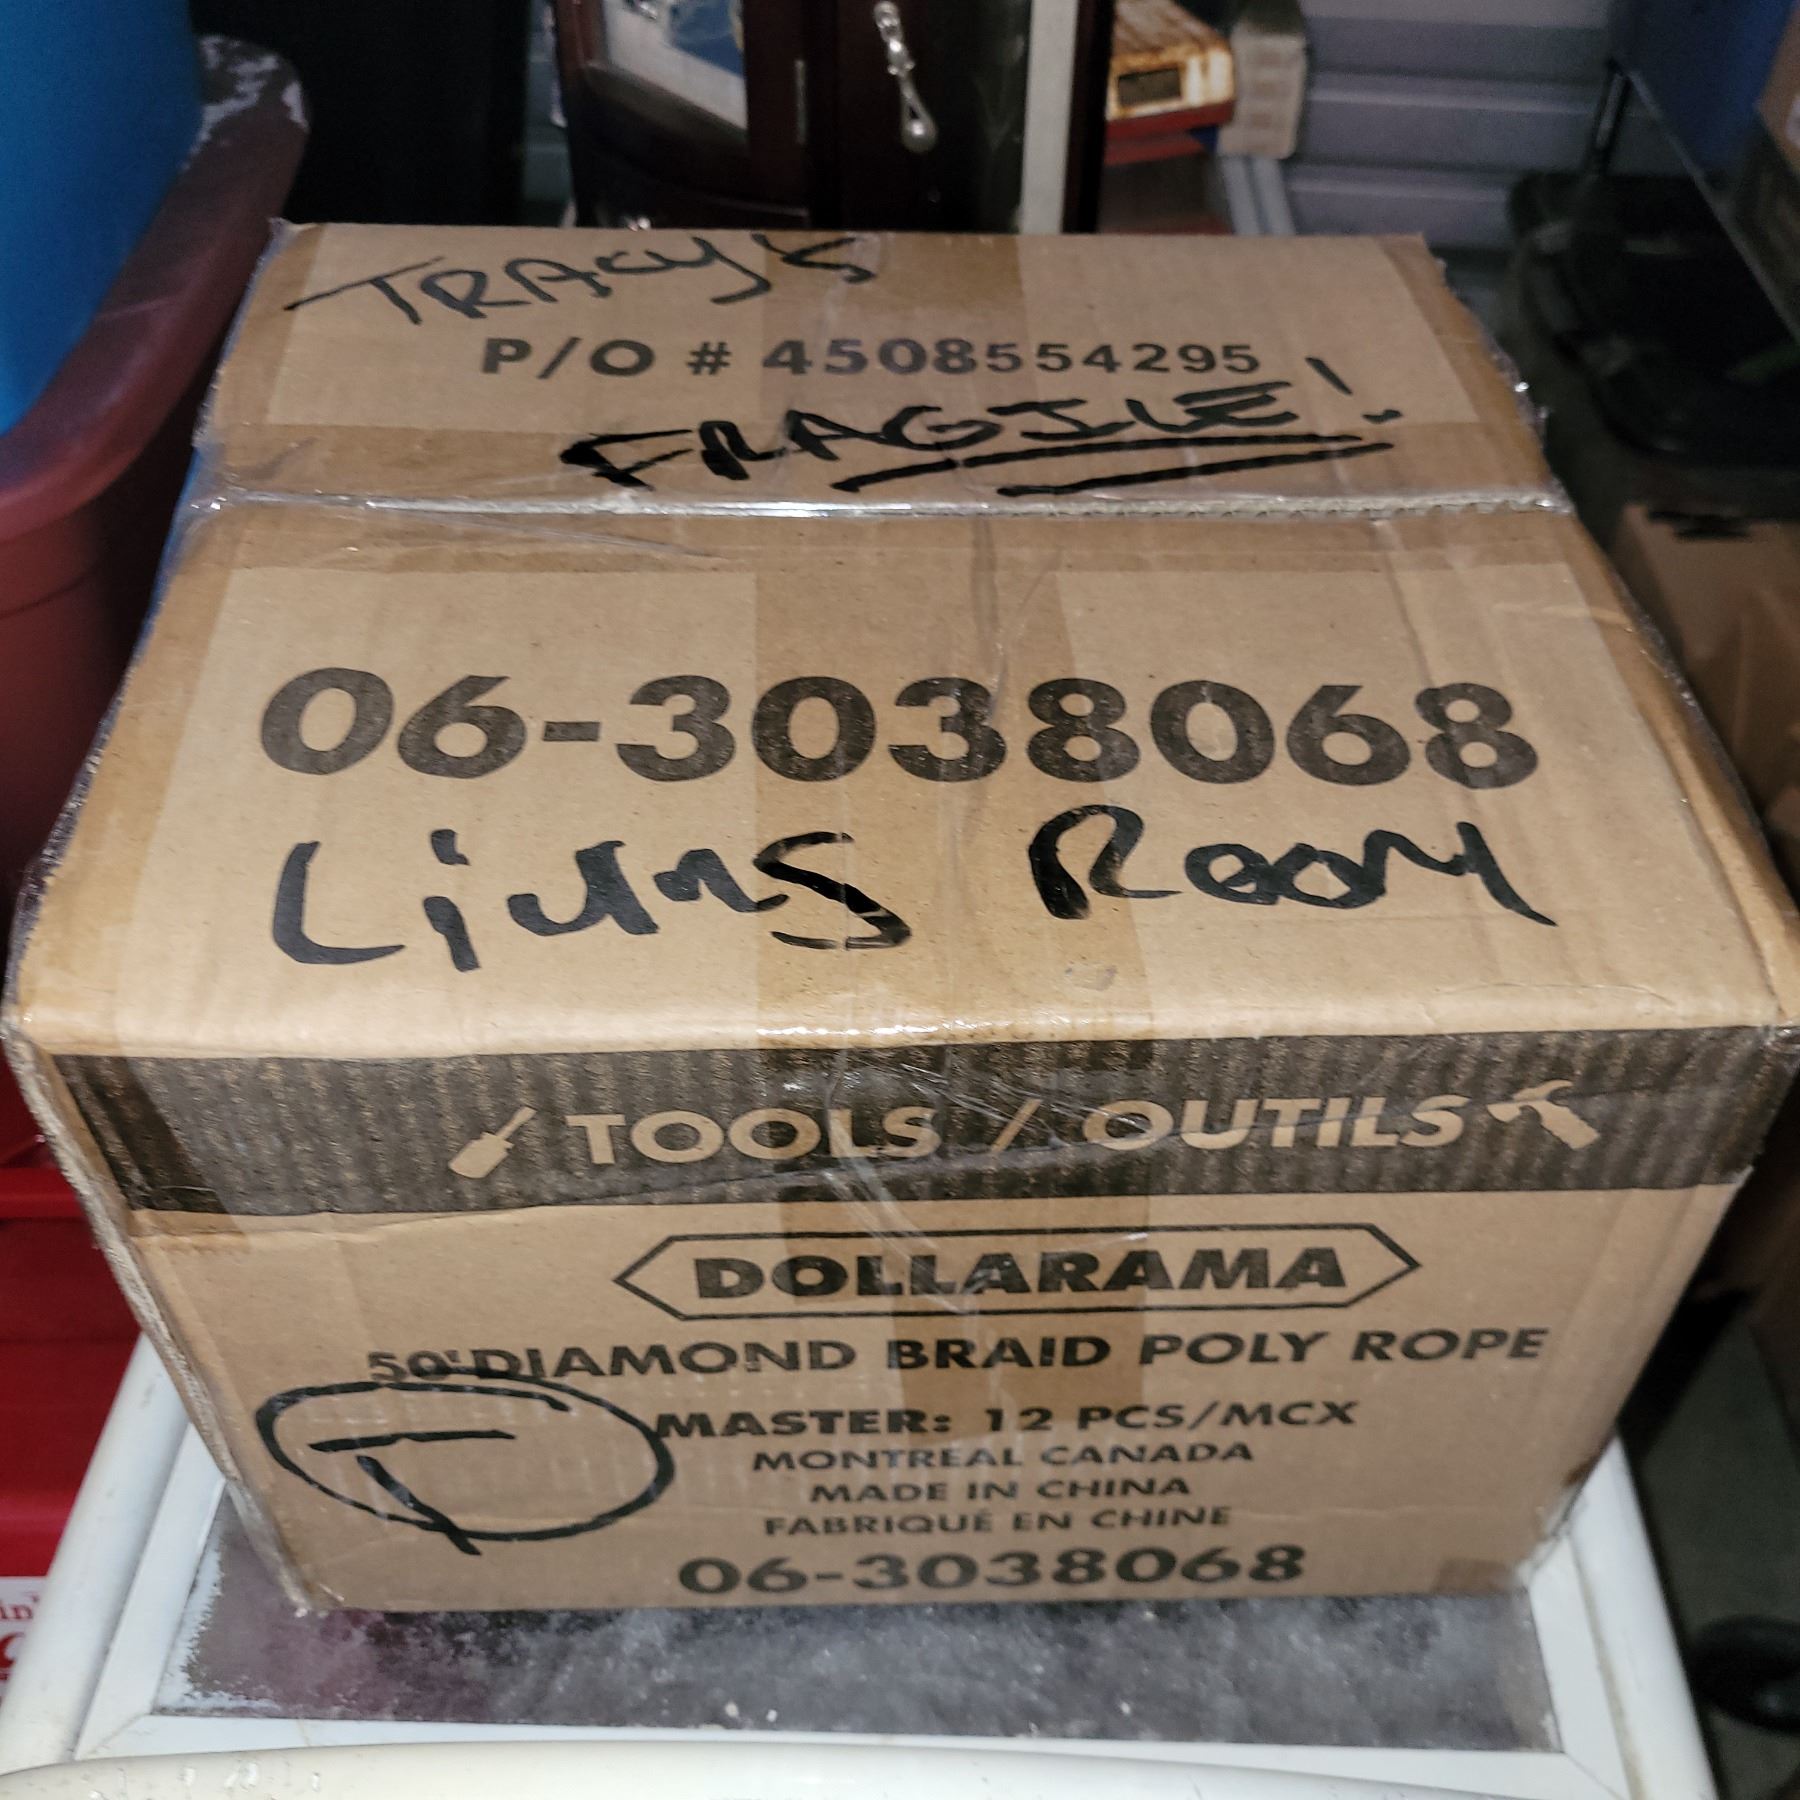 TRACY'S
P/O # 4508554295
FRAGILE!
06-3038068
Living Room
TOOLS / OUTILS
DOLLARAMA
50' DIAMOND BRAID POLY ROPE
T
MASTER: 12 PCS/MCX
MONTREAL CANADA
MADE IN CHINA
FABRIQUÉ EN CHINE
06-3038068